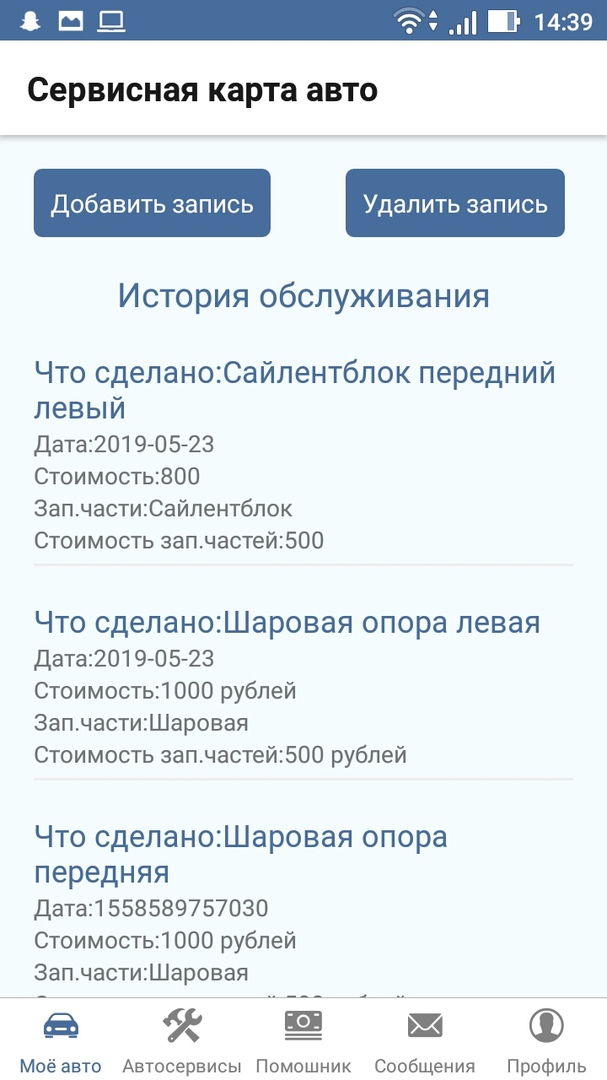 14:39
Сервисная карта авто
Добавить запись
Удалить запись
История обслуживания
Что сделано:Сайлентблок передний
левый
Дата:2019-05-23
Стоимость:800
Зап.части:Сайлентблок
Стоимость зап.частей:500
Что сделано:Шаровая опора левая
Дата:2019-05-23
Стоимость:1000 рублей
Зап.части:Шаровая
Стоимость зап.частей:500 рублей
Что сделано:Шаровая опора
передняя
Дата:1558589757030
Стоимость:1000 рублей
Зап.части:Шаровая
Моё авто
Автосервисы
Помошник
Сообщения
Профиль